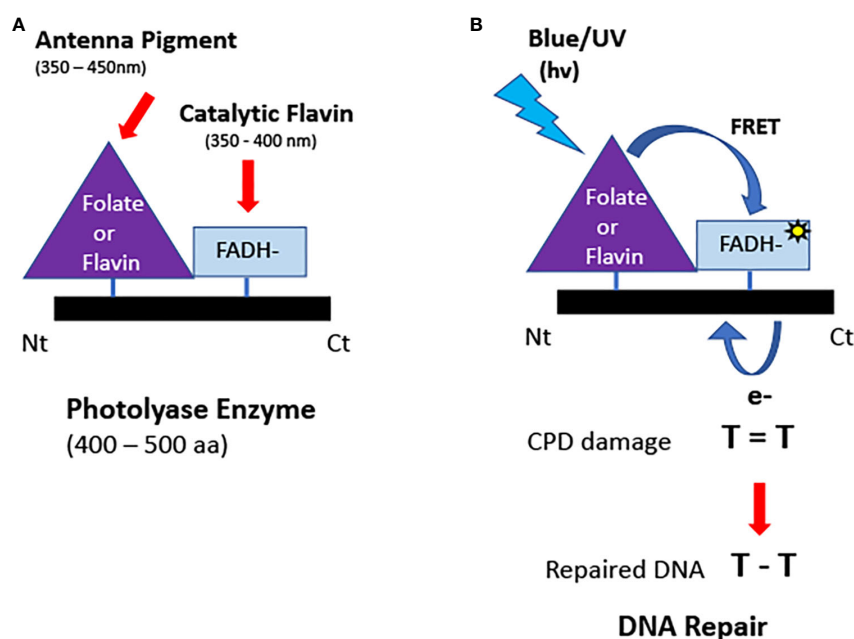 A
Antenna Pigment
(350 – 450nm)
Catalytic Flavin
(350 - 400 nm)
Folate
or
Flavin
FADH-
Nt
Ct
Photolyase Enzyme
(400 – 500 aa)
B
Blue/UV
(hv)
FRET
Folate
or
Flavin
FADH-
Nt
Ct
e-
CPD damage T = T
Repaired DNA T - T
DNA Repair